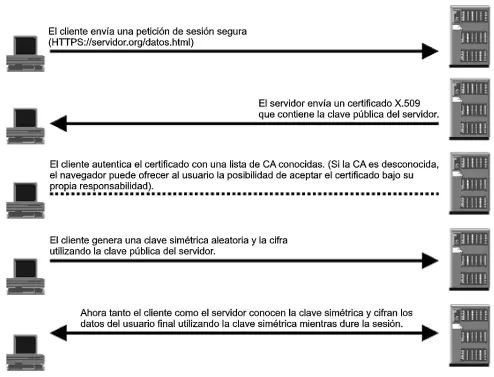 El cliente envía una petición de sesión segura
(HTTPS://servidor.org/datos.html)
El servidor envía un certificado X.509
que contiene la clave pública del servidor.
El cliente autentica el certificado con una lista de CA conocidas. (Si la CA es desconocida,
el navegador puede ofrecer al usuario la posibilidad de aceptar el certificado bajo su
propia responsabilidad).
El cliente genera una clave simétrica aleatoria y la cifra
utilizando la clave pública del servidor.
Ahora tanto el cliente como el servidor conocen la clave simétrica y cifran los
datos del usuario final utilizando la clave simétrica mientras dure la sesión.